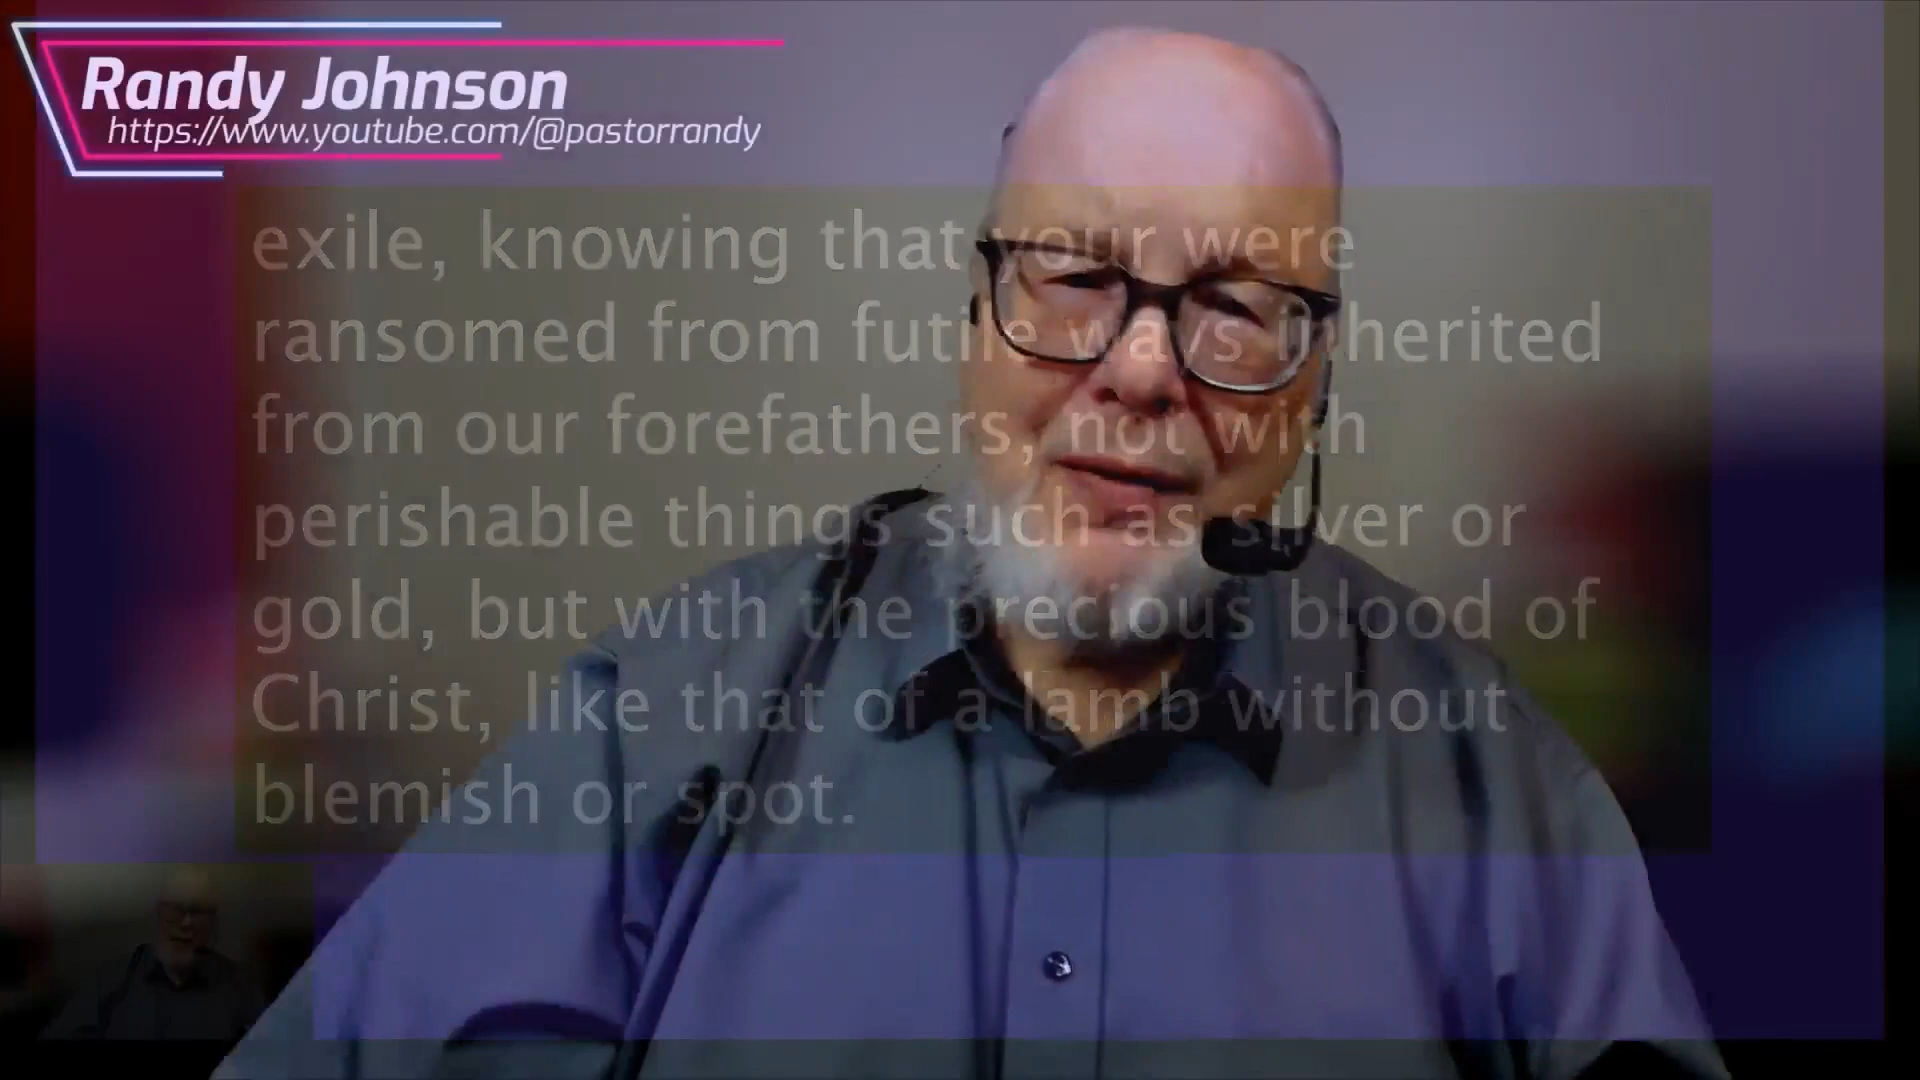 Randy Johnson
https://www.youtube.com/@pastorrandy
exile, knowing that your were
ransomed from futile ways inherited
from our forefathers, not with
perishable things such as silver or
gold, but with the precious blood of
Christ, like that of a lamb without
blemish or spot.